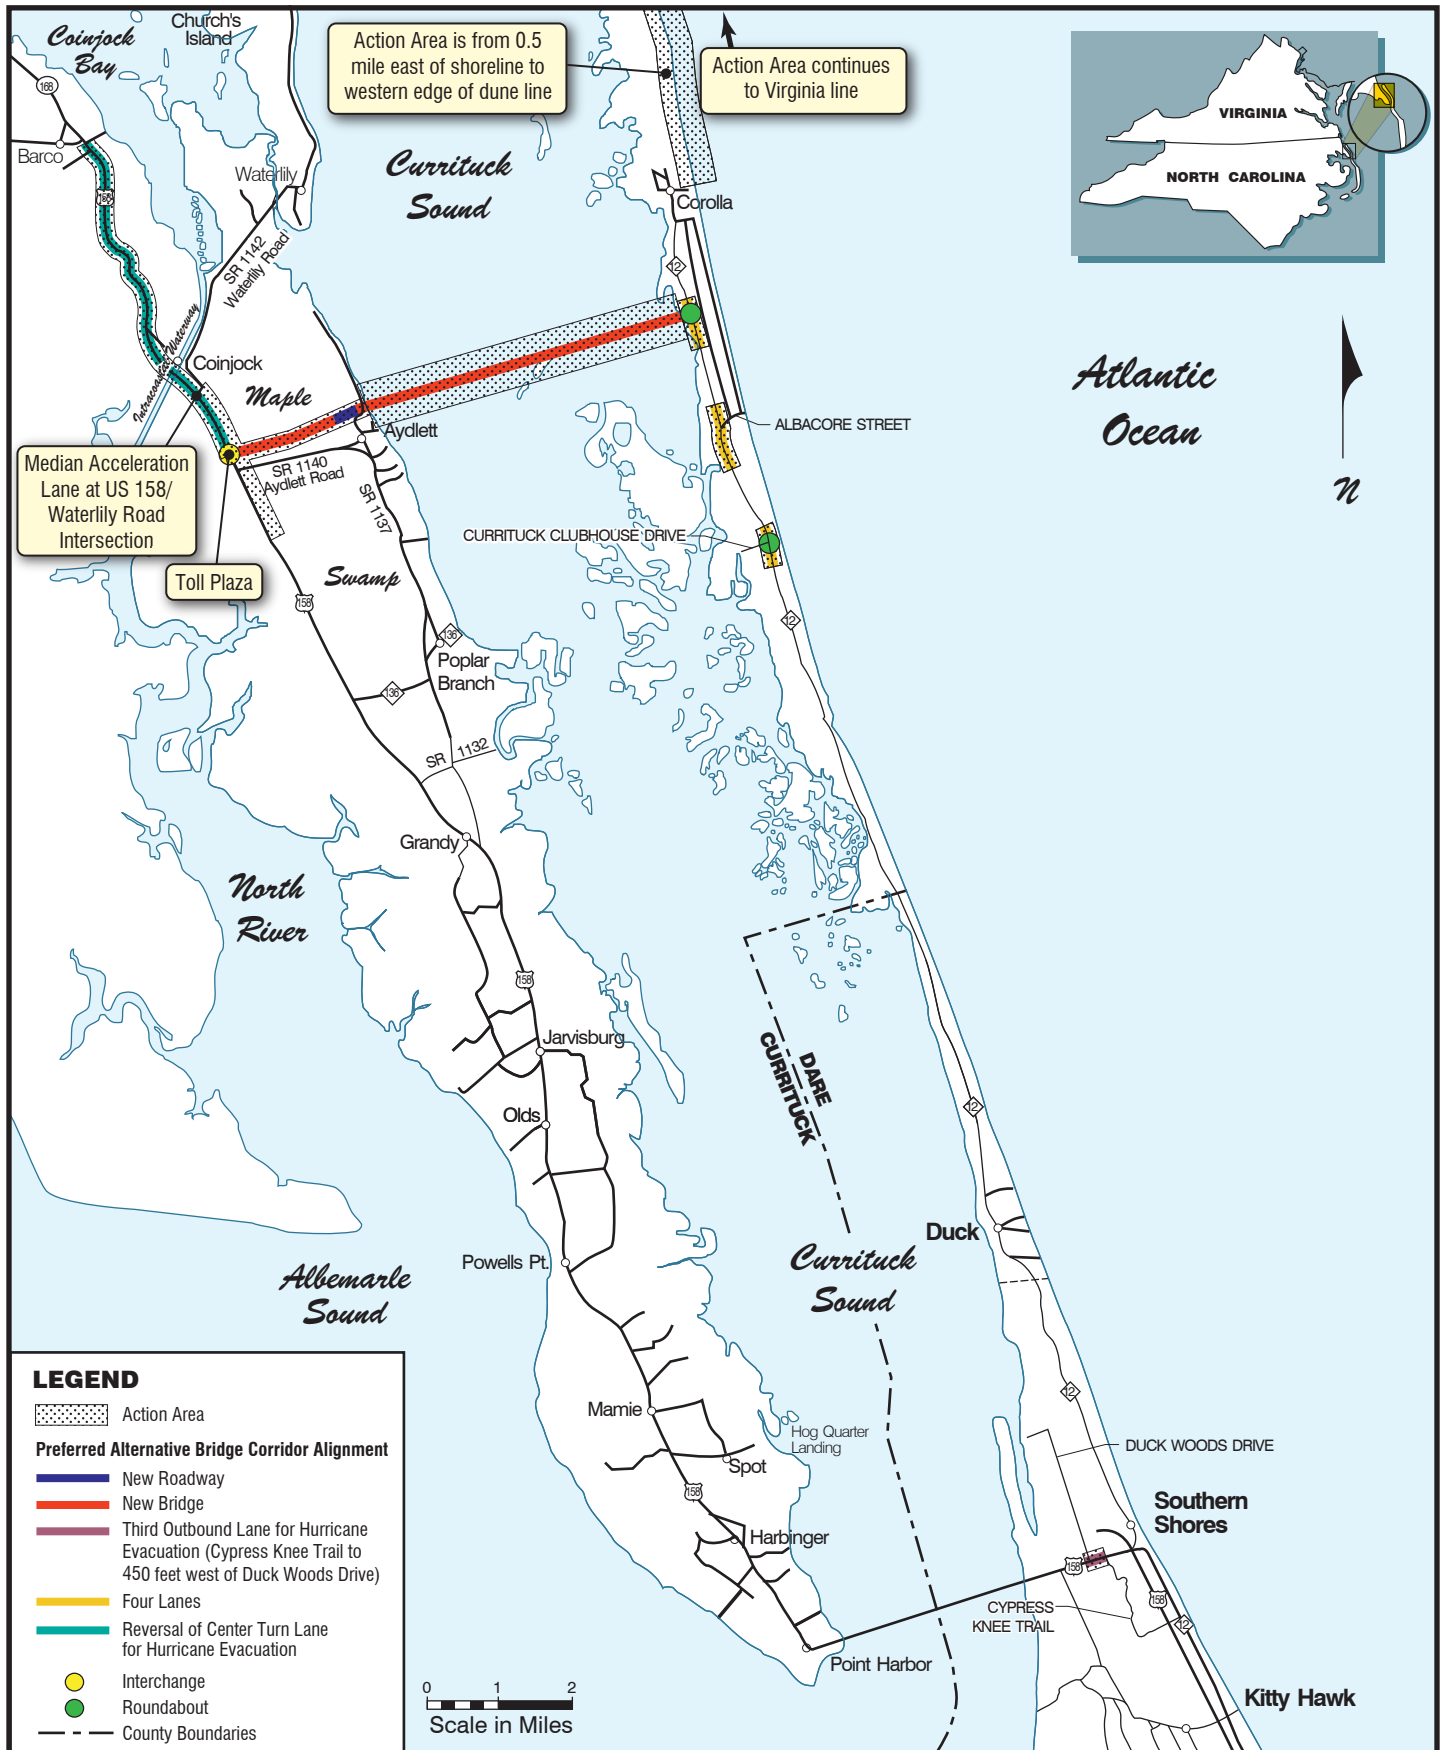 Coinjock
Bay
Church's
Island
Action Area is from 0.5
mile east of shoreline to
western edge of dune line
Action Area continues
to Virginia line
VIRGINIA
NORTH CAROLINA
168
Barco
158
Waterlily
Currituck
Sound
Corolla
12
SR 1142
Waterlily Road
Intracoastal Waterway
Coinjock
Maple
Aydlett
ALBACORE STREET
Atlantic
Ocean
N
Median Acceleration
Lane at US 158/
Waterlily Road
Intersection
SR 1140
Aydlett Road
SR 1137
CURRITUCK CLUBHOUSE DRIVE
Toll Plaza
Swamp
158
12
136
Poplar
Branch
136
SR 1132
Grandy
North
River
158
Jarvisburg
DARE
CURRITUCK
12
Olds
Duck
Powells Pt.
Currituck
Sound
Albemarle
Sound
12
Mamie
Hog Quarter
Landing
Spot
158
DUCK WOODS DRIVE
Southern
Shores
Harbinger
158
158
CYPRESS
KNEE TRAIL
12
Point Harbor
Kitty Hawk
LEGEND
Action Area
Preferred Alternative Bridge Corridor Alignment
New Roadway
New Bridge
Third Outbound Lane for Hurricane
Evacuation (Cypress Knee Trail to
450 feet west of Duck Woods Drive)
Four Lanes
Reversal of Center Turn Lane
for Hurricane Evacuation
Interchange
Roundabout
County Boundaries
0 1 2
Scale in Miles